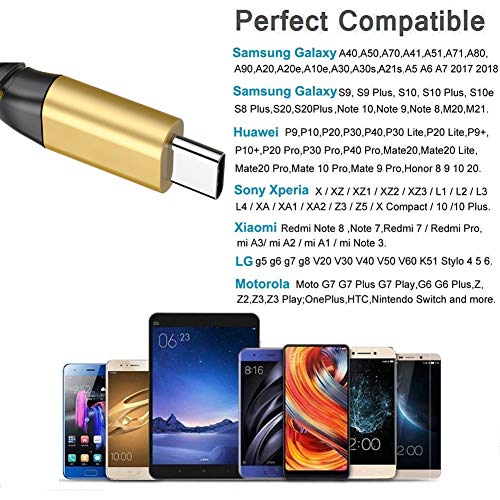 Perfect Compatible
Samsung Galaxy A40,A50,A70,A41,A51,A71,A80,
A90,A20,A20e,A10e,A30,A30s,A21s,A5 A6 A7 2017 2018
Samsung Galaxy S9, S9 Plus, S10, S10 Plus, S10e
S8 Plus,S20,S20Plus ,Note 10,Note 9,Note 8,M20,M21.
Huawei P9,P10,P20,P30,P40,P30 Lite,P20 Lite,P9+,
P10+,P20 Pro,P30 Pro,P40 Pro,Mate20,Mate20 Lite,
Mate20 Pro,Mate 10 Pro,Mate 9 Pro,Honor 8 9 10 20.
Sony Xperia X / XZ / XZ1 / XZ2 / XZ3 / L1 / L2 / L3
L4 / XA / XA1 / XA2 / Z3 / Z5 / X Compact / 10 /10 Plus.
Xiaomi Redmi Note 8 ,Note 7,Redmi 7 / Redmi Pro,
mi A3/ mi A2 / mi A1 / mi Note 3.
LG g5 g6 g7 g8 V20 V30 V40 V50 V60 K51 Stylo 4 5 6.
Motorola Moto G7 G7 Plus G7 Play,G6 G6 Plus,Z,
Z2,Z3,Z3 Play;OnePlus,HTC,Nintendo Switch and more.
06:23
8:16
13:14
20:00